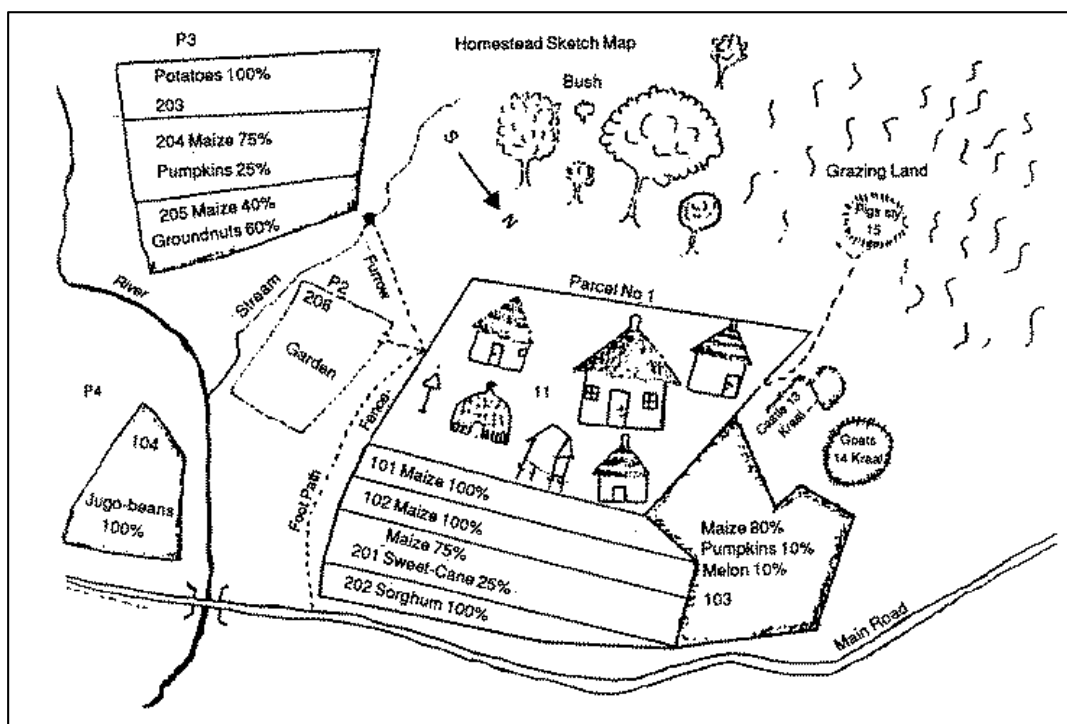 P3
Homestead Sketch Map
Potatoes 100%
203
204 Maize 75%
Pumpkins 25%
205 Maize 40%
Groundnuts 60%
Bush
S
N
Grazing Land
Pigs sty
15
River
Stream
Furrow
P2
206
Garden
Parcel No 1
11
Fence
Foot Path
Cattle 13
Kraal
Goats
14 Kraal
P4
104
Jugo-beans
100%
101 Maize 100%
102 Maize 100%
Maize 75%
201 Sweet-Cane 25%
202 Sorghum 100%
Maize 80%
Pumpkins 10%
Melon 10%
103
Main Road